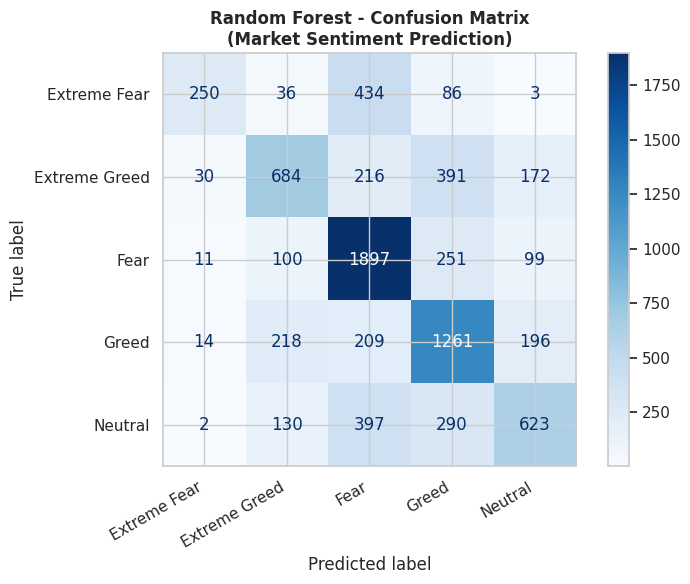 Random Forest - Confusion Matrix
(Market Sentiment Prediction)
Extreme Fear 250 36 434 86 3
Extreme Greed 30 684 216 391 172
Fear 11 100 1897 251 99
Greed 14 218 209 1261 196
Neutral 2 130 397 290 623
Extreme Fear Extreme Greed Fear Greed Neutral
Predicted label
True label
1750
1500
1250
1000
750
500
250